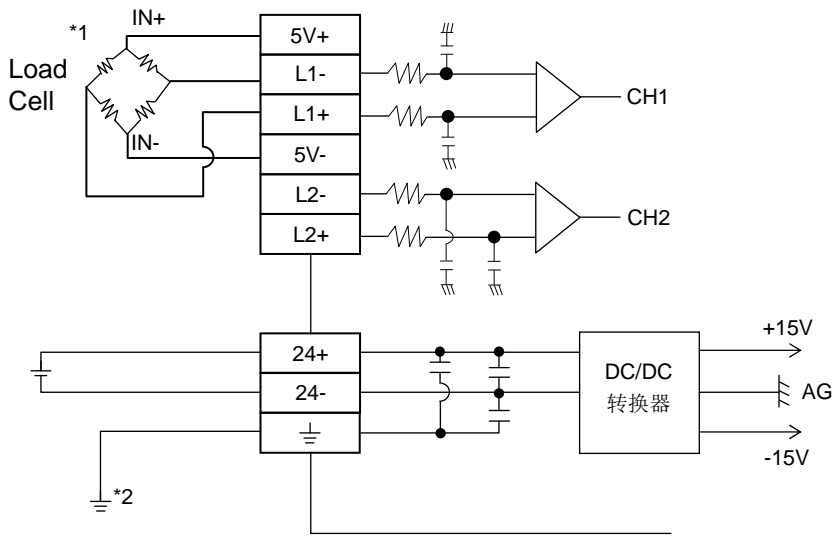 *1
IN+
Load
Cell
IN-
5V+
L1-
L1+
5V-
L2-
L2+
CH1
CH2
24+
24-
*2
DC/DC
转换器
+15V
AG
-15V